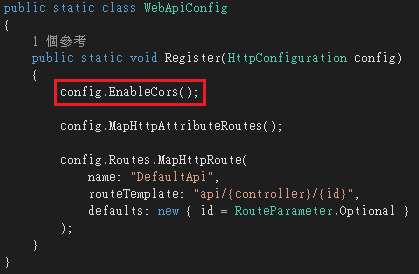 public static class WebApiConfig
{
1 個參考
public static void Register(HttpConfiguration config)
{
config.EnableCors();
config.MapHttpAttributeRoutes();
config.Routes.MapHttpRoute(
name: "DefaultApi",
routeTemplate: "api/{controller}/{id}",
defaults: new { id = RouteParameter.Optional }
);
}
}